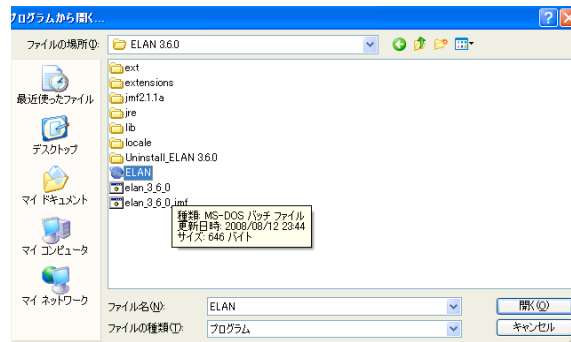 プログラムから開く...
ファイルの場所(I):
ELAN 3.6.0
最近使ったファイル
デスクトップ
マイ ドキュメント
マイ コンピュータ
マイ ネットワーク
ext
extensions
jmf2.1.1a
jre
lib
locale
Uninstall_ELAN 3.6.0
ELAN
elan_3_6_0
elan_3_6_0_jmf
種類: MS-DOS バッチ ファイル
更新日時: 2008/08/12 23:44
サイズ: 646 バイト
ファイル名(N):
ELAN
開く(O)
ファイルの種類(T):
プログラム
キャンセル